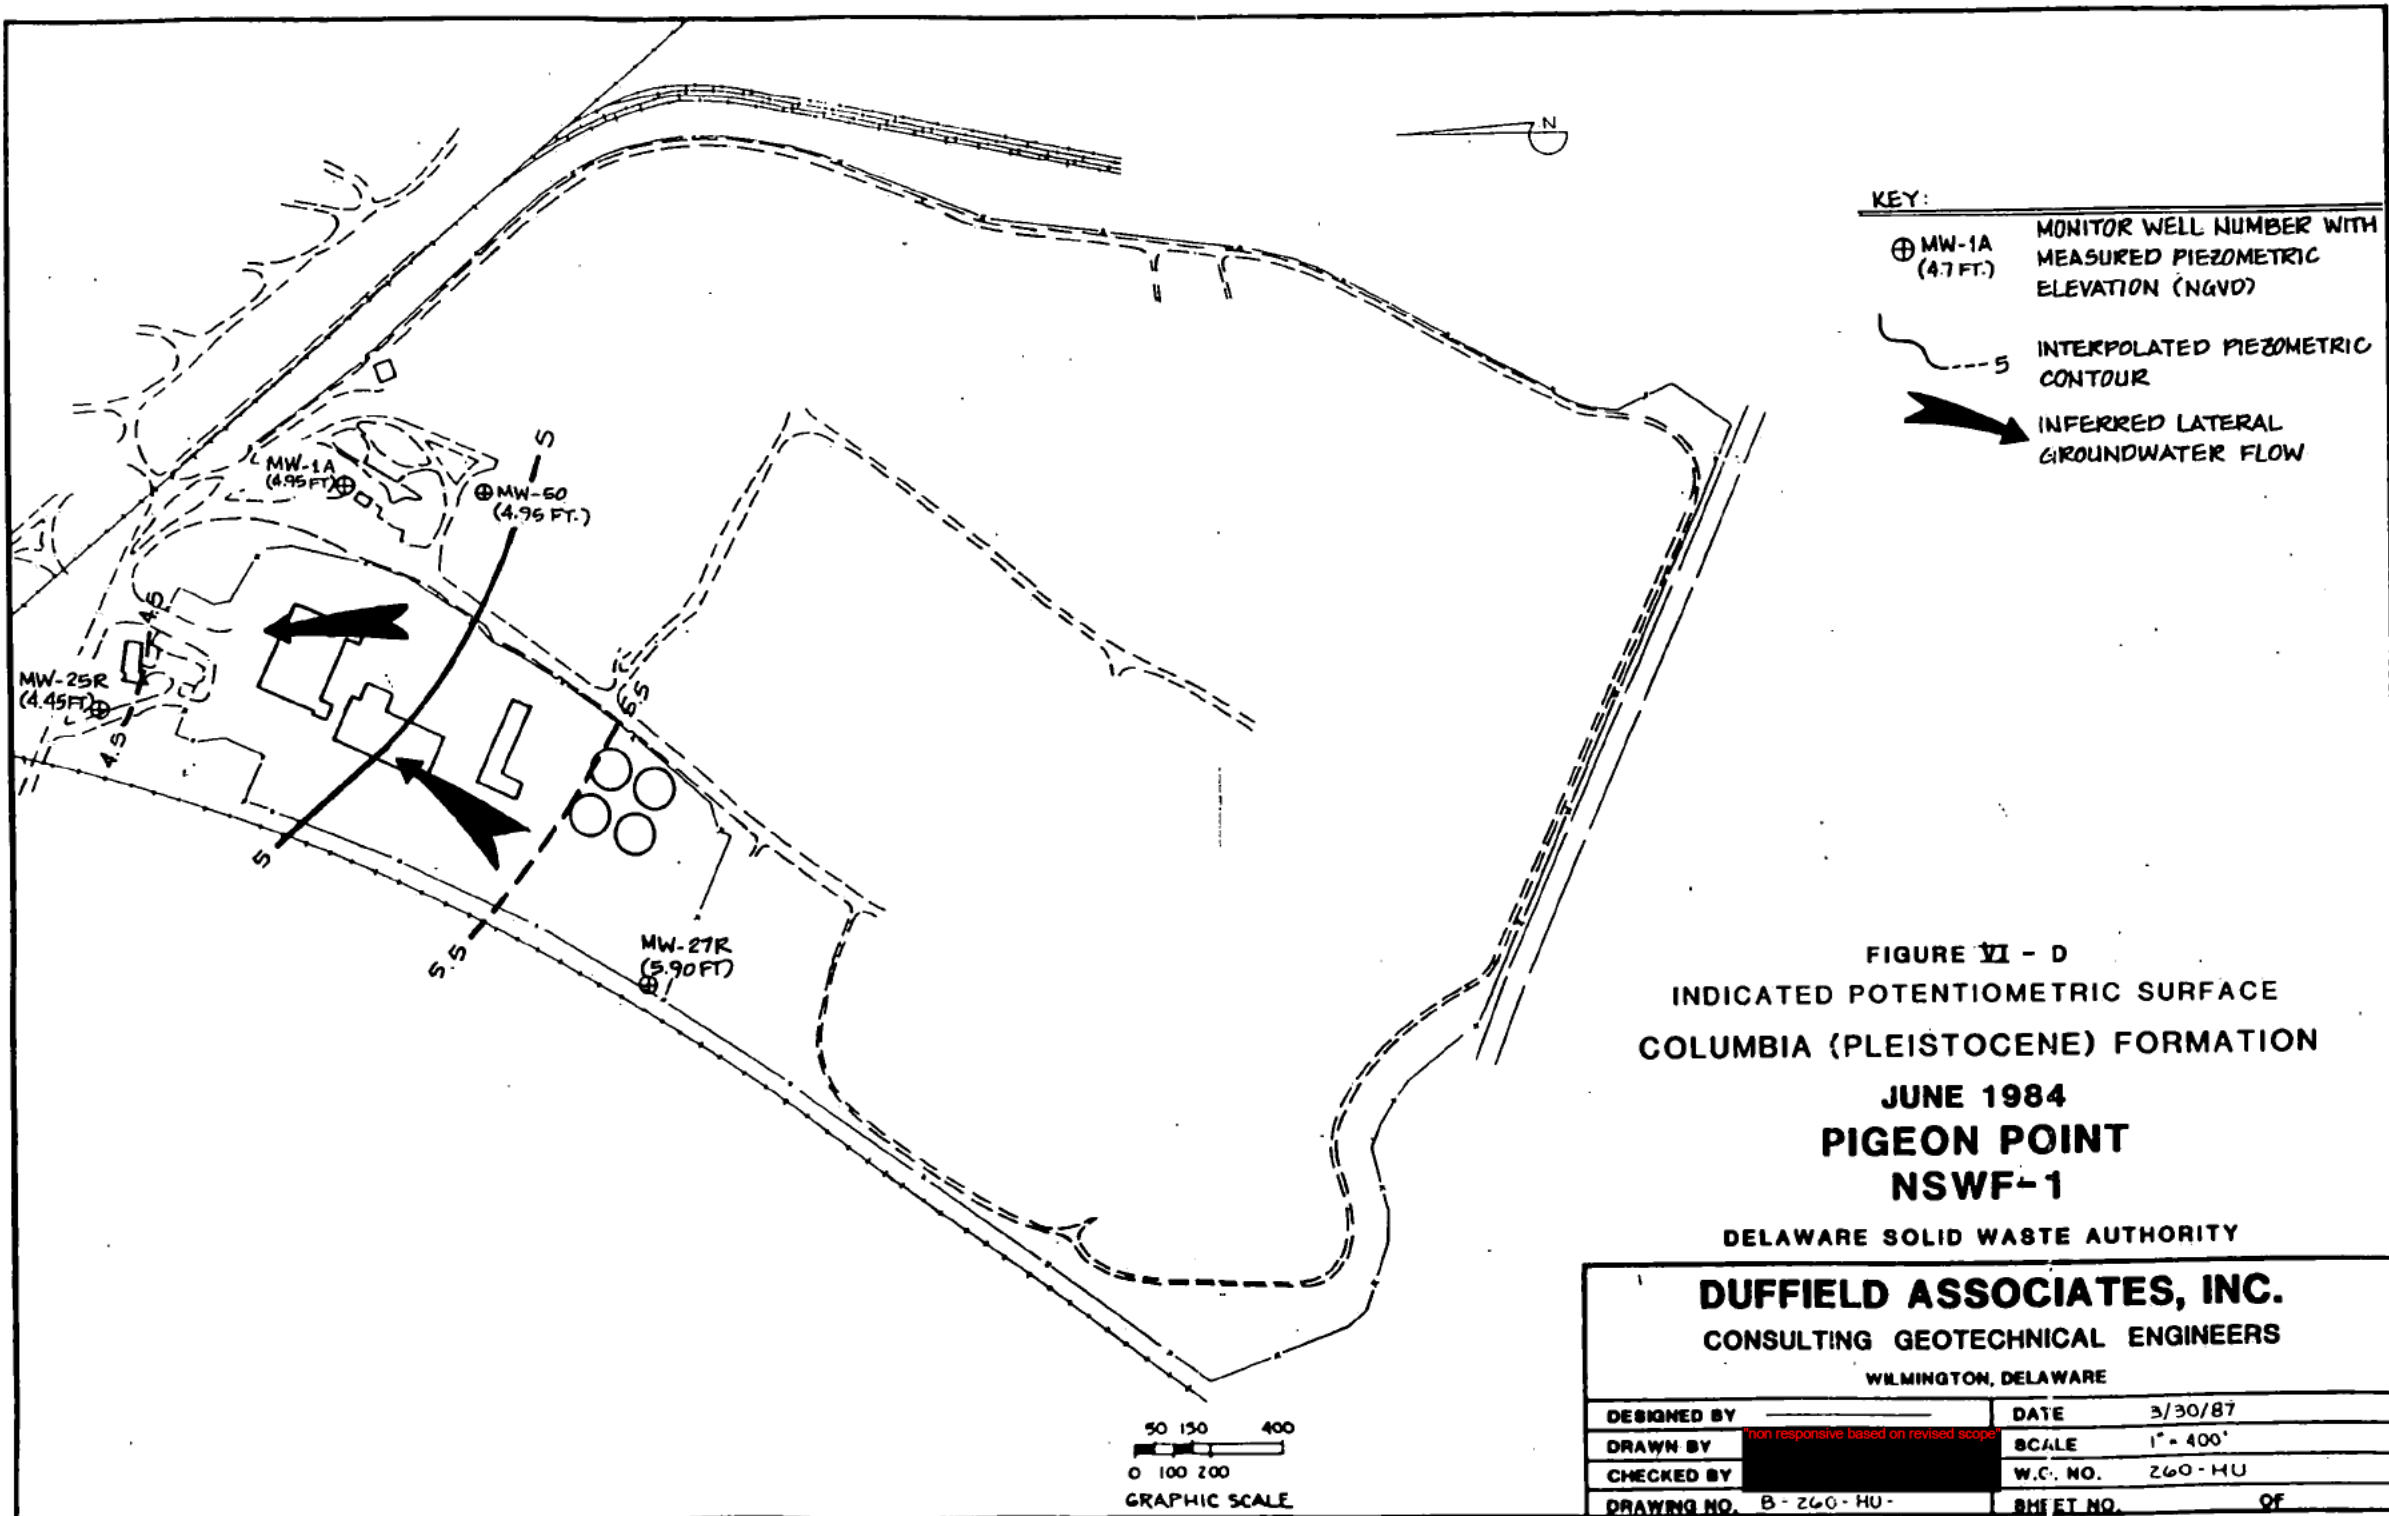 N
KEY:
⊕ MW-1A
(4.7 FT.)
MONITOR WELL NUMBER WITH
MEASURED PIEZOMETRIC
ELEVATION (NGVD)
5
INTERPOLATED PIEZOMETRIC
CONTOUR
INFERRED LATERAL
GROUNDWATER FLOW
5
MW-1A
(4.95 FT)
MW-50
(4.95 FT.)
4.5
MW-25R
(4.45 FT)
4.5
5.5
5
5.5
MW-27R
(5.90 FT)
FIGURE VI - D
INDICATED POTENTIOMETRIC SURFACE
COLUMBIA (PLEISTOCENE) FORMATION
JUNE 1984
PIGEON POINT
NSWF-1
DELAWARE SOLID WASTE AUTHORITY
50 150 400
0 100 200
GRAPHIC SCALE
DUFFIELD ASSOCIATES, INC.
CONSULTING GEOTECHNICAL ENGINEERS
WILMINGTON, DELAWARE
DESIGNED BY
DATE 3/30/87
DRAWN BY
"non responsive based on revised scope"
SCALE 1" = 400'
CHECKED BY
W.C. NO. 260-HU
DRAWING NO. B-260-HU-
SHEET NO. OF